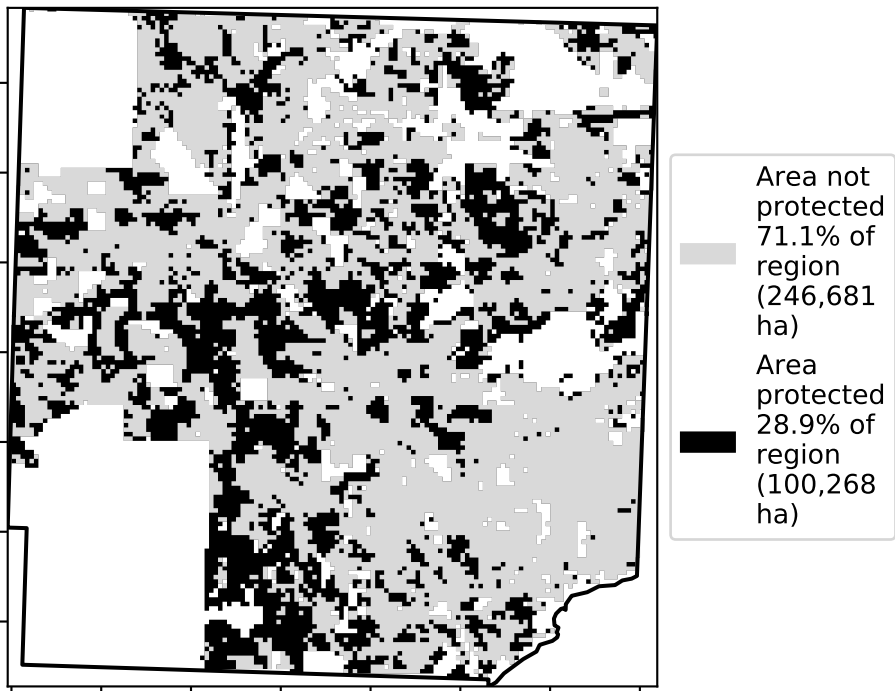 Area not
protected
71.1% of
region
(246,681
ha)
Area
protected
28.9% of
region
(100,268
ha)